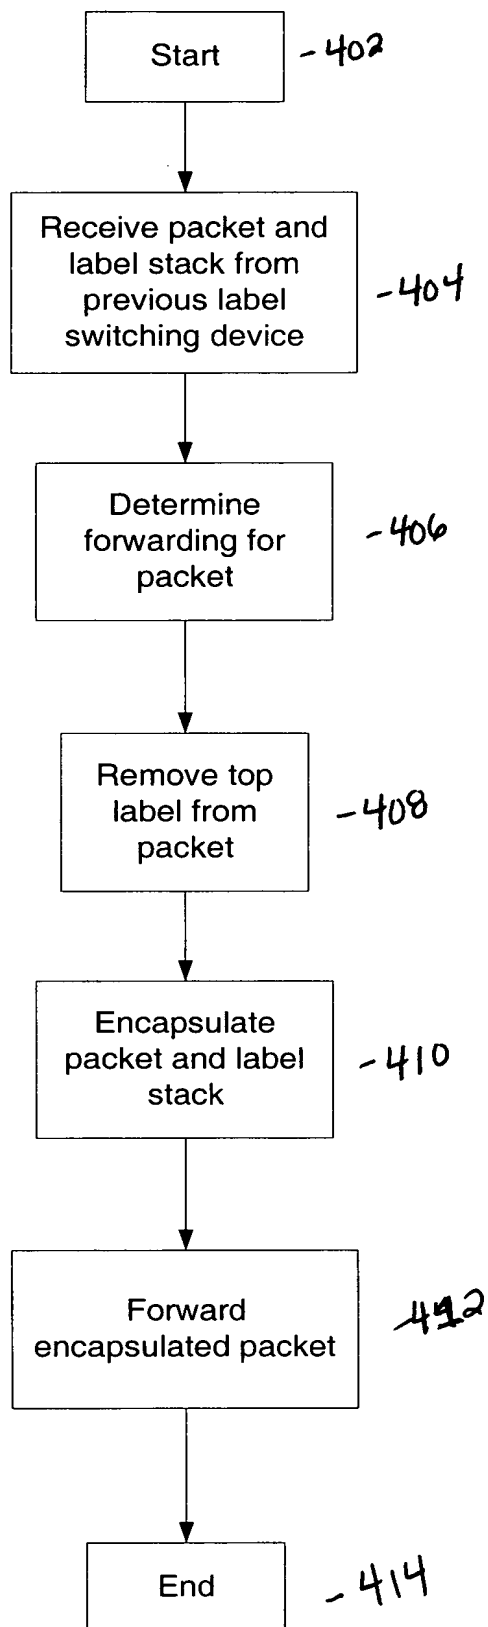 Start
-402
Receive packet and
label stack from
previous label
switching device
-404
Determine
forwarding for
packet
-406
Remove top
label from
packet
-408
Encapsulate
packet and label
stack
-410
Forward
encapsulated packet
-412
End
-414